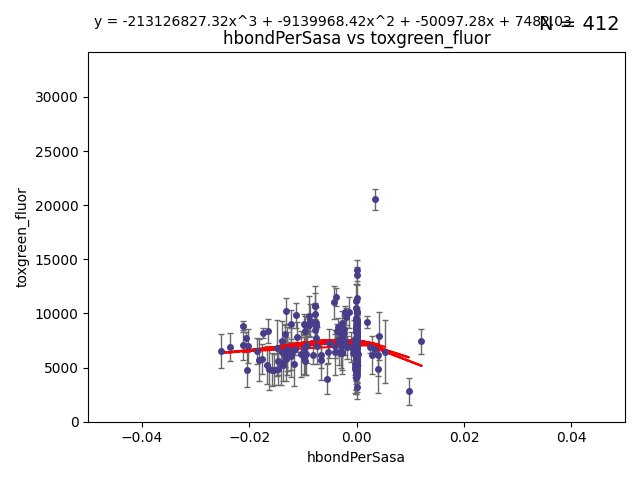 y = -213126827.32x^3 + -9139968.42x^2 + -50097.28x + 7482.03
N = 412
hbondPerSasa vs toxgreen_fluor
30000
25000
20000
15000
10000
5000
0
toxgreen_fluor
−0.04
−0.02
0.00
0.02
0.04
hbondPerSasa